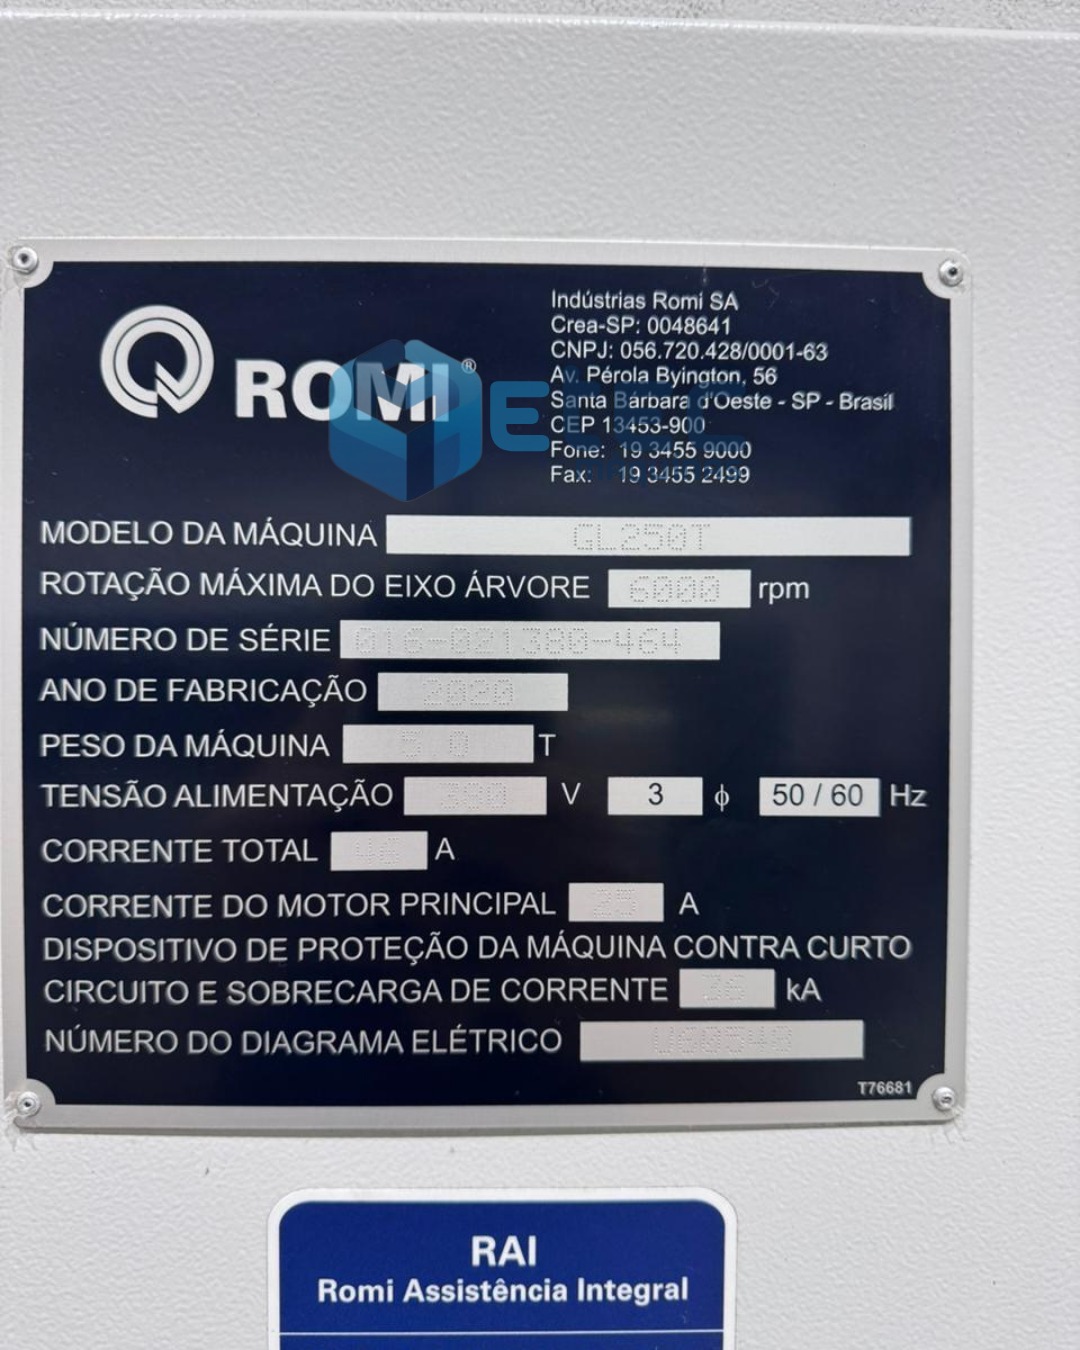 ROMI®
Indústrias Romi SA
Crea-SP: 0048641
CNPJ: 056.720.428/0001-63
Av. Pérola Byington, 56
Santa Bárbara d'Oeste - SP - Brasil
CEP 13453-900
Fone: 19 3455 9000
Fax: 19 3455 2499
MODELO DA MÁQUINA GL250T
ROTAÇÃO MÁXIMA DO EIXO ÁRVORE 6000 rpm
NÚMERO DE SÉRIE 016-021380-464
ANO DE FABRICAÇÃO 2020
PESO DA MÁQUINA 5.0 T
TENSÃO ALIMENTAÇÃO 380 V 3 ϕ 50 / 60 Hz
CORRENTE TOTAL A
CORRENTE DO MOTOR PRINCIPAL 25 A
DISPOSITIVO DE PROTEÇÃO DA MÁQUINA CONTRA CURTO
CIRCUITO E SOBRECARGA DE CORRENTE kA
NÚMERO DO DIAGRAMA ELÉTRICO
T76681
RAI
Romi Assistência Integral